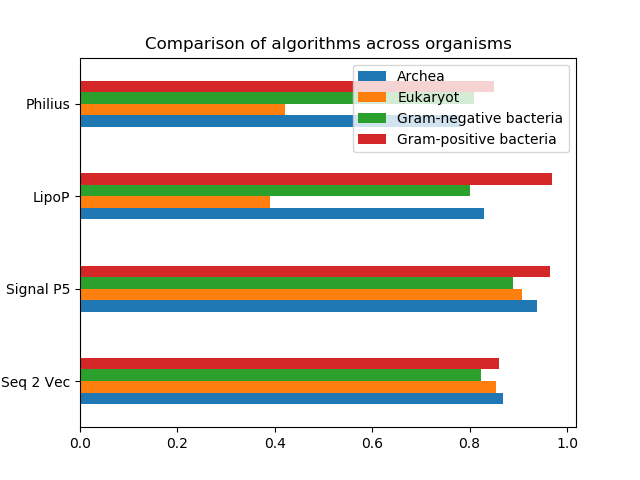 Comparison of algorithms across organisms
Archea
Eukaryot
Gram-negative bacteria
Gram-positive bacteria
Philius
LipoP
Signal P5
Seq 2 Vec
0.0 0.2 0.4 0.6 0.8 1.0